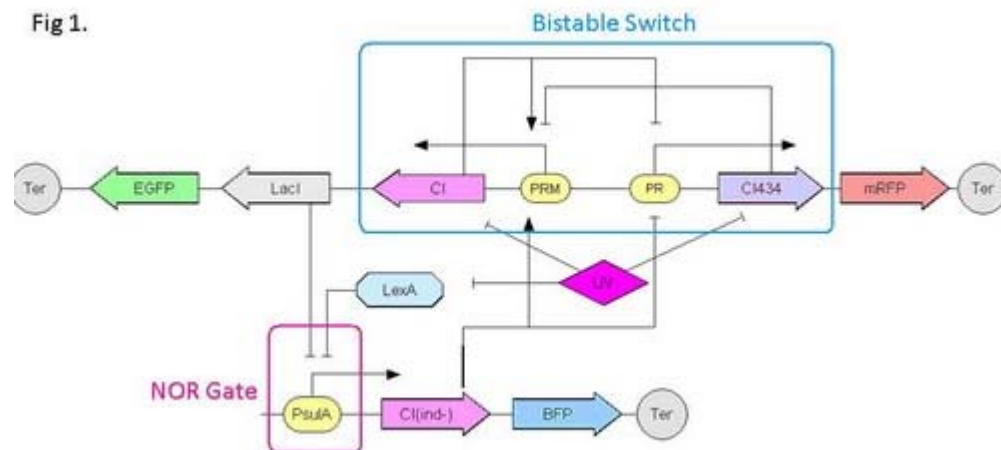 Fig 1.
Bistable Switch
Ter
EGFP
LacI
CI
PRM
PR
CI434
mRFP
Ter
LexA
UV
NOR Gate
PsulA
CI(ind-)
BFP
Ter